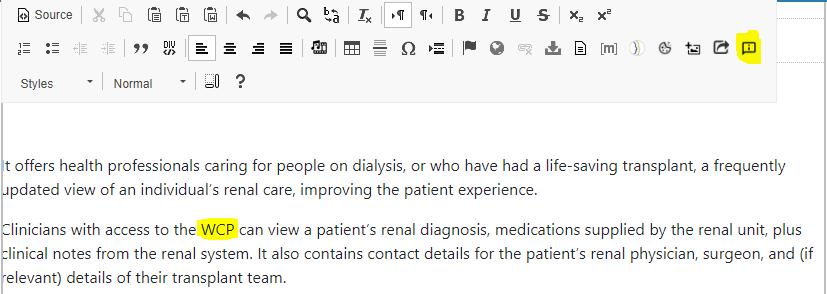 Source
B I U S x₂ x²
DIV Ω [m]
Styles Normal ?
It offers health professionals caring for people on dialysis, or who have had a life-saving transplant, a frequently
updated view of an individual's renal care, improving the patient experience.
Clinicians with access to the WCP can view a patient's renal diagnosis, medications supplied by the renal unit, plus
clinical notes from the renal system. It also contains contact details for the patient's renal physician, surgeon, and (if
relevant) details of their transplant team.